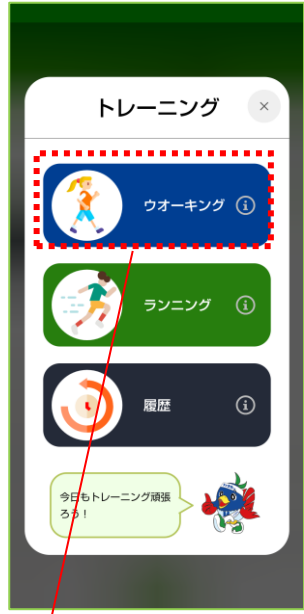 トレーニング ×
ウオーキング
ランニング
履歴
今日もトレーニング頑張
ろう！